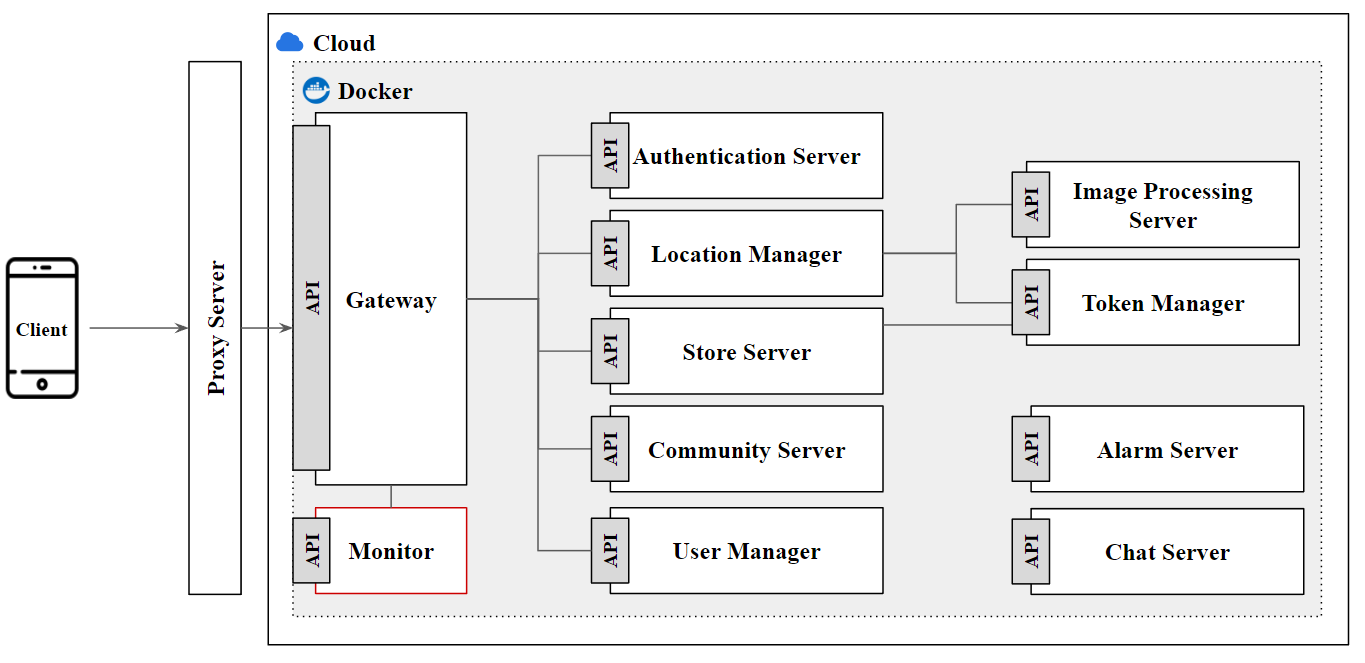 Cloud
Docker
Client
Proxy Server
API
Gateway
API
Monitor
API
Authentication Server
API
Location Manager
API
Store Server
API
Community Server
API
User Manager
API
Image Processing
Server
API
Token Manager
API
Alarm Server
API
Chat Server